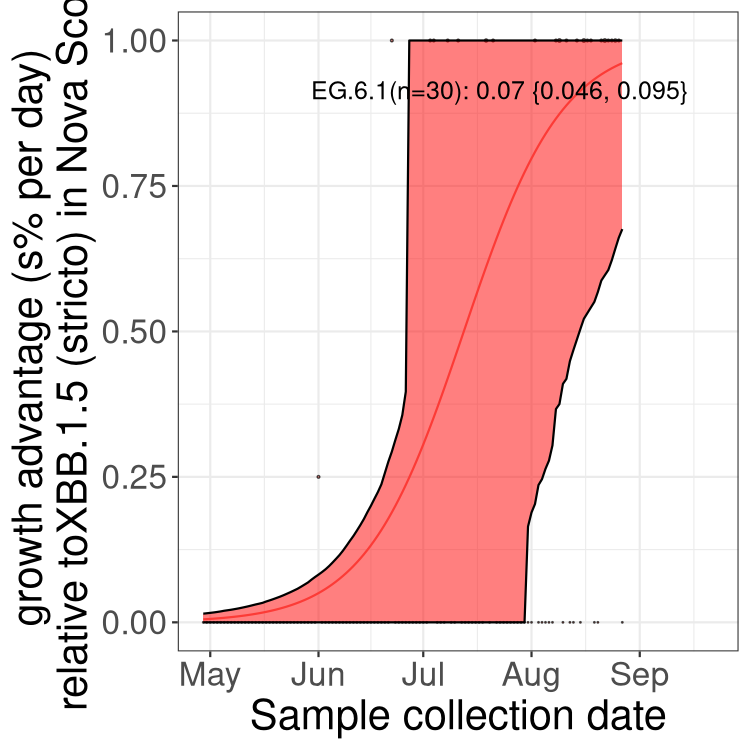 growth advantage (s% per day)
relative toXBB.1.5 (stricto) in Nova Sco
1.00
0.75
0.50
0.25
0.00
EG.6.1(n=30): 0.07 {0.046, 0.095}
May Jun Jul Aug Sep
Sample collection date